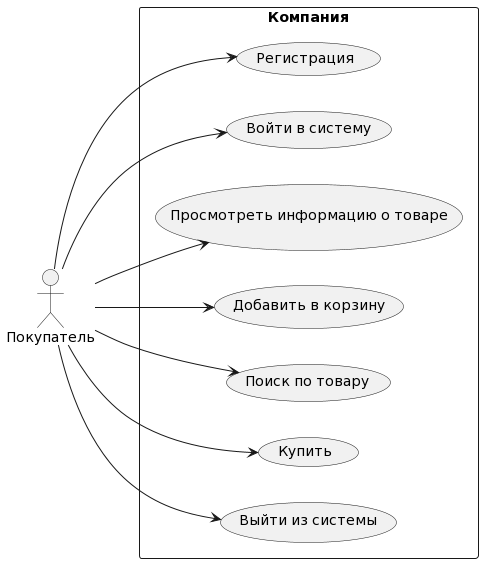 Компания
Регистрация
Войти в систему
Просмотреть информацию о товаре
Добавить в корзину
Покупатель
Поиск по товару
Купить
Выйти из системы